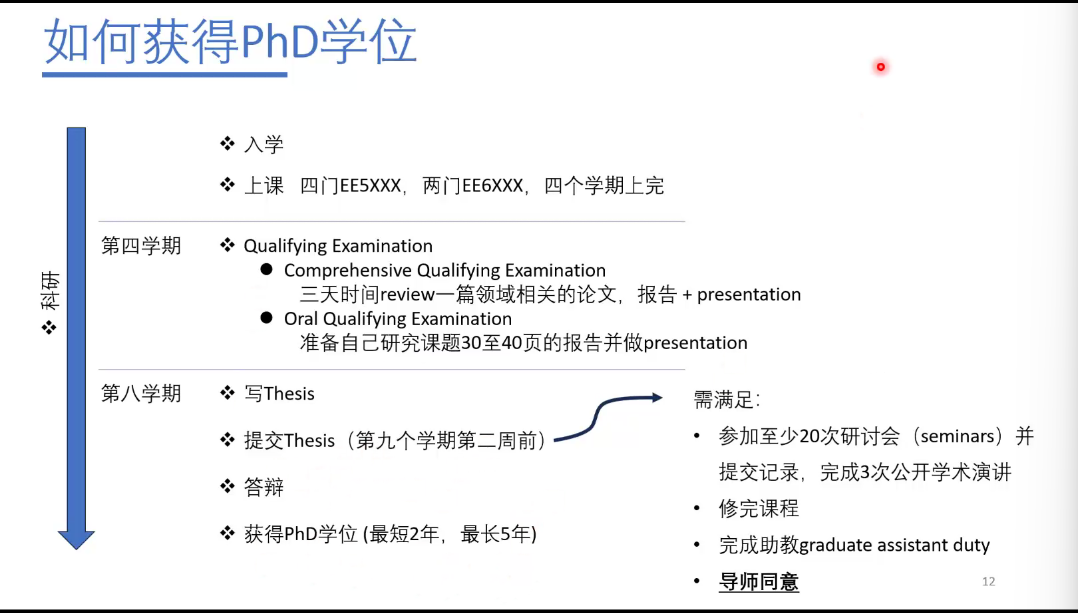 如何获得PhD学位
❖ 入学
❖ 上课 四门EE5XXX，两门EE6XXX，四个学期上完
❖ 科研
第四学期 ❖ Qualifying Examination
● Comprehensive Qualifying Examination
三天时间review一篇领域相关的论文，报告 + presentation
● Oral Qualifying Examination
准备自己研究课题30至40页的报告并做presentation
第八学期 ❖ 写Thesis
❖ 提交Thesis（第九个学期第二周前）
❖ 答辩
❖ 获得PhD学位 (最短2年，最长5年)
需满足：
• 参加至少20次研讨会（seminars）并
提交记录，完成3次公开学术演讲
• 修完课程
• 完成助教graduate assistant duty
• 导师同意
12